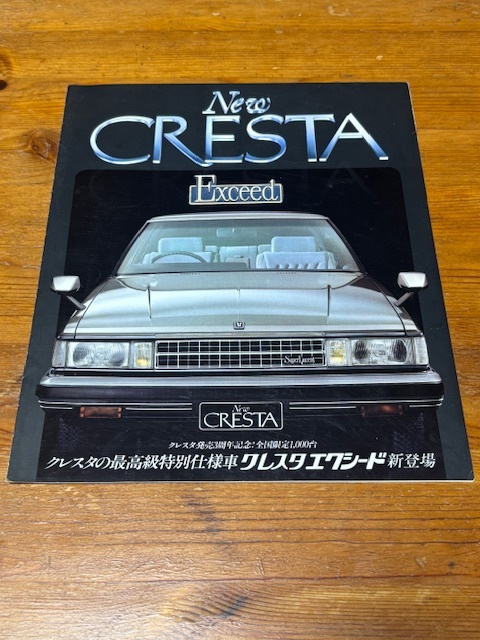 New
CRESTA
Exceed
Super Lucent
New
CRESTA
クレスタ発売3周年記念：全国限定1,000台
クレスタの最高級特別仕様車クレスタエクシード新登場